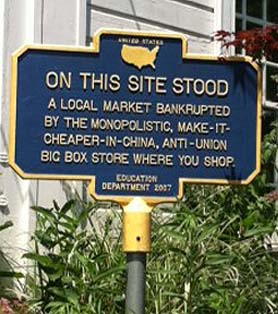 UNITED STATES
ON THIS SITE STOOD
A LOCAL MARKET BANKRUPTED
BY THE MONOPOLISTIC, MAKE-IT-
CHEAPER-IN-CHINA, ANTI-UNION
BIG BOX STORE WHERE YOU SHOP.
EDUCATION
DEPARTMENT 2007